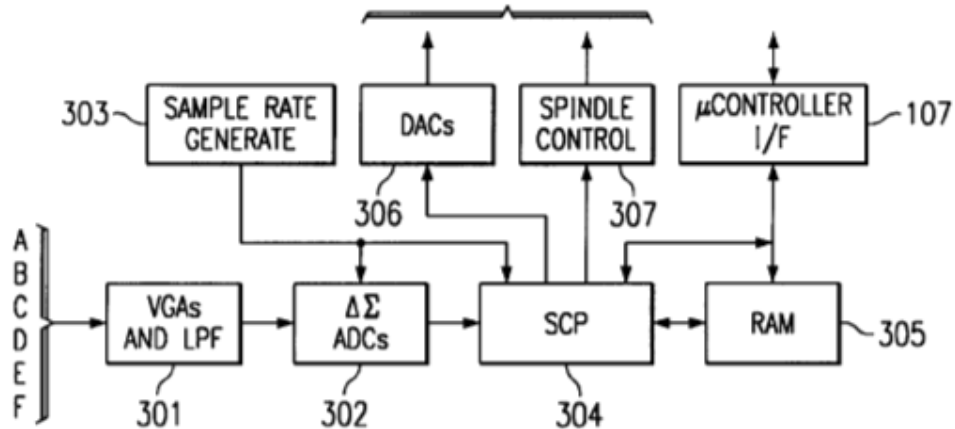 303
SAMPLE RATE
GENERATE
DACs
306
SPINDLE
CONTROL
307
μCONTROLLER
I/F
107
A
B
C
D
E
F
VGAs
AND LPF
301
ΔΣ
ADCs
302
SCP
304
RAM
305